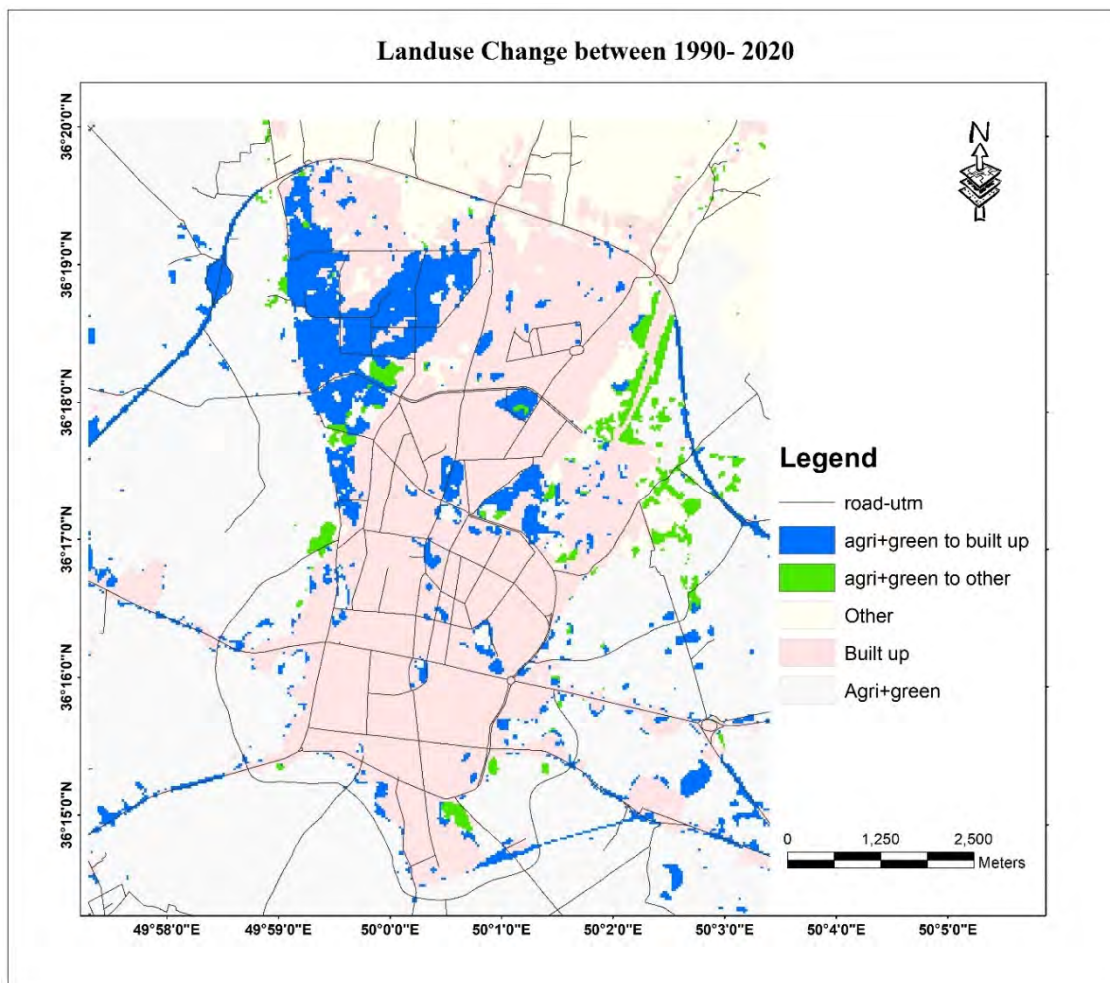 Landuse Change between 1990- 2020
36°20'0"N
36°19'0"N
36°18'0"N
36°17'0"N
36°16'0"N
36°15'0"N
N
Legend
road-utm
agri+green to built up
agri+green to other
Other
Built up
Agri+green
0 1,250 2,500
Meters
49°58'0"E 49°59'0"E 50°0'0"E 50°1'0"E 50°2'0"E 50°3'0"E 50°4'0"E 50°5'0"E